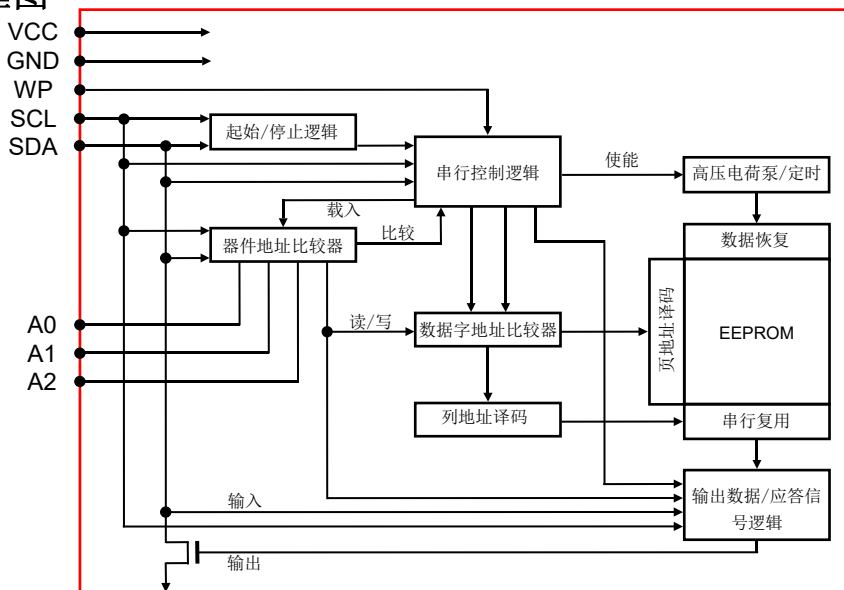 VCC
GND
WP
SCL
SDA
起始/停止逻辑
串行控制逻辑
使能
高压电荷泵/定时
载入
比较
器件地址比较器
数据恢复
A0
A1
A2
读/写
数据字地址比较器
页地址译码
EEPROM
列地址译码
串行复用
输入
输出数据/应答信
号逻辑
输出